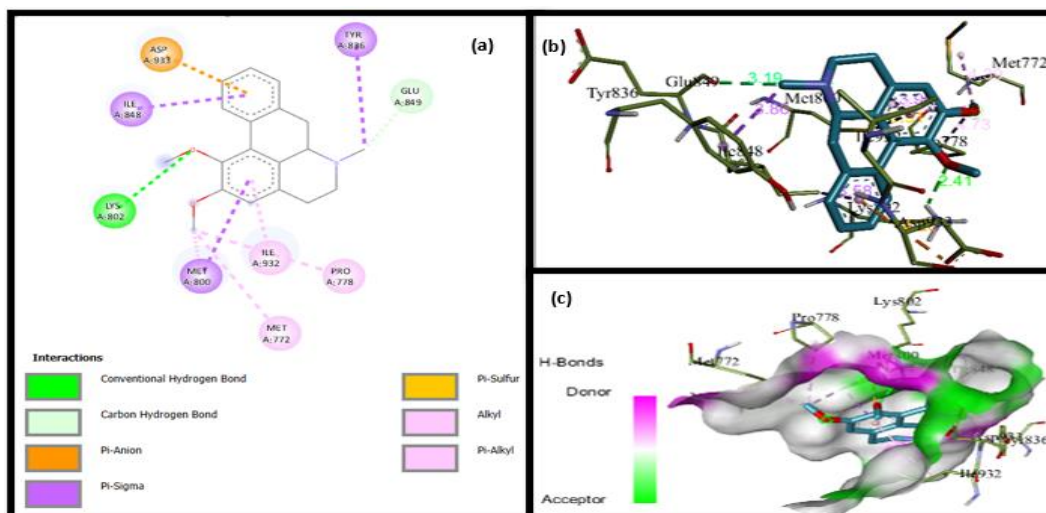 (a)
ASP
A:933
TYR
A:836
GLU
A:849
ILE
A:848
LYS
A:802
MET
A:800
ILE
A:932
PRO
A:778
MET
A:772
Interactions
Conventional Hydrogen Bond
Carbon Hydrogen Bond
Pi-Anion
Pi-Sigma
Pi-Sulfur
Alkyl
Pi-Alkyl
(b)
3.19
Glu849
Met772
Tyr836
2.41
(c)
Lys802
Pro778
Met772
H-Bonds
Donor
Acceptor